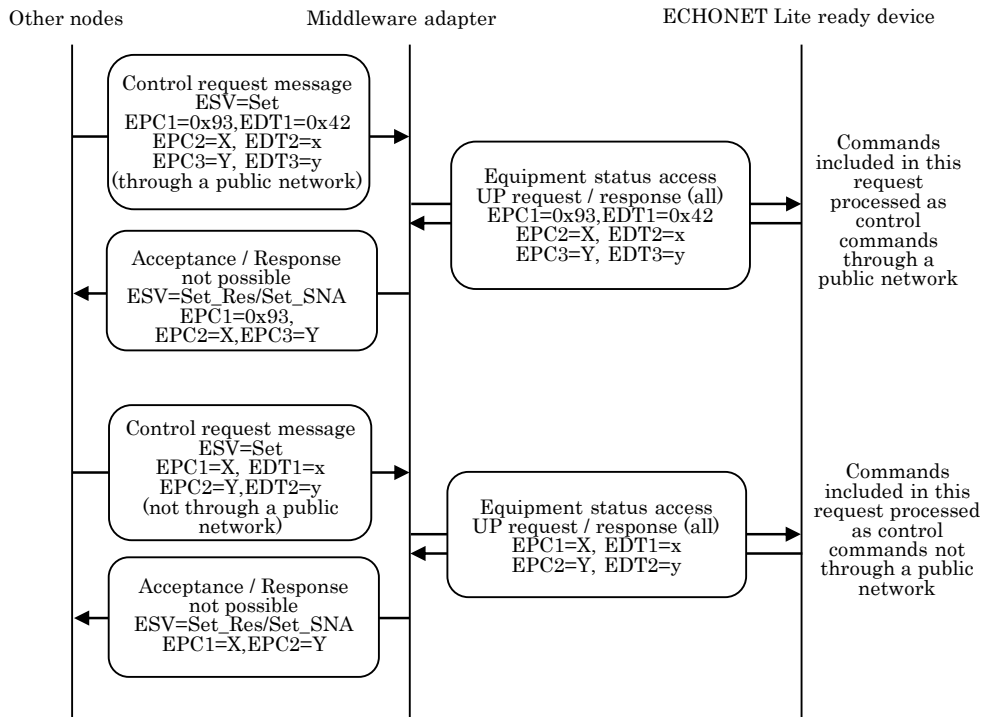 Other nodes
Middleware adapter
ECHONET Lite ready device
Control request message
ESV=Set
EPC1=0x93,EDT1=0x42
EPC2=X, EDT2=x
EPC3=Y, EDT3=y
(through a public network)
Equipment status access
UP request / response (all)
EPC1=0x93,EDT1=0x42
EPC2=X, EDT2=x
EPC3=Y, EDT3=y
Commands
included in this
request
processed as
control
commands
through a
public network
Acceptance / Response
not possible
ESV=Set_Res/Set_SNA
EPC1=0x93,
EPC2=X,EPC3=Y
Control request message
ESV=Set
EPC1=X, EDT1=x
EPC2=Y,EDT2=y
(not through a public
network)
Equipment status access
UP request / response (all)
EPC1=X, EDT1=x
EPC2=Y, EDT2=y
Commands
included in this
request processed
as control
commands not
through a public
network
Acceptance / Response
not possible
ESV=Set_Res/Set_SNA
EPC1=X,EPC2=Y